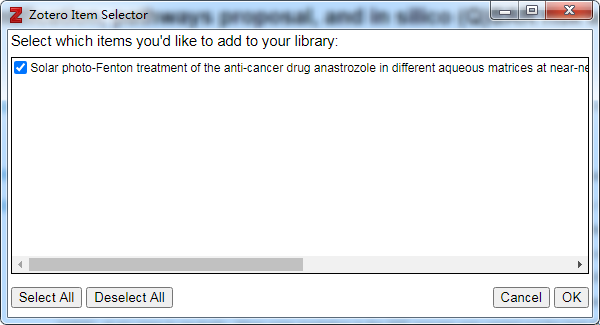 Zotero Item Selector
pathways proposal, and in silico (Q)
Select which items you'd like to add to your library:
Solar photo-Fenton treatment of the anti-cancer drug anastrozole in different aqueous matrices at near-ne
Select All
Deselect All
Cancel
OK